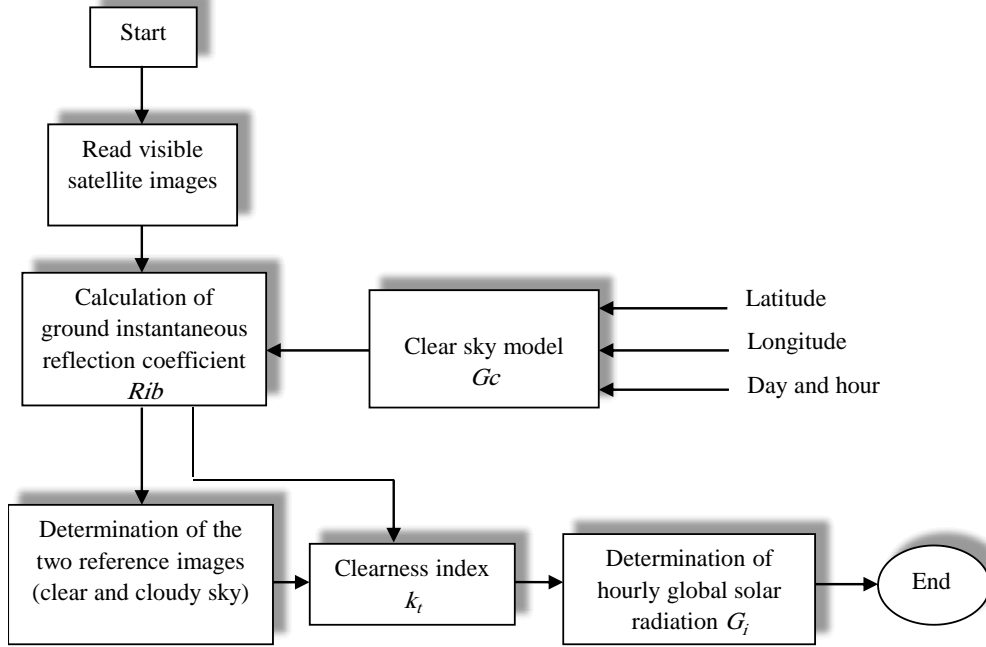 Start
Read visible
satellite images
Calculation of
ground instantaneous
reflection coefficient
Rib
Clear sky model
Gc
Latitude
Longitude
Day and hour
Determination of the
two reference images
(clear and cloudy sky)
Clearness index
k_t
Determination of
hourly global solar
radiation G_i
End